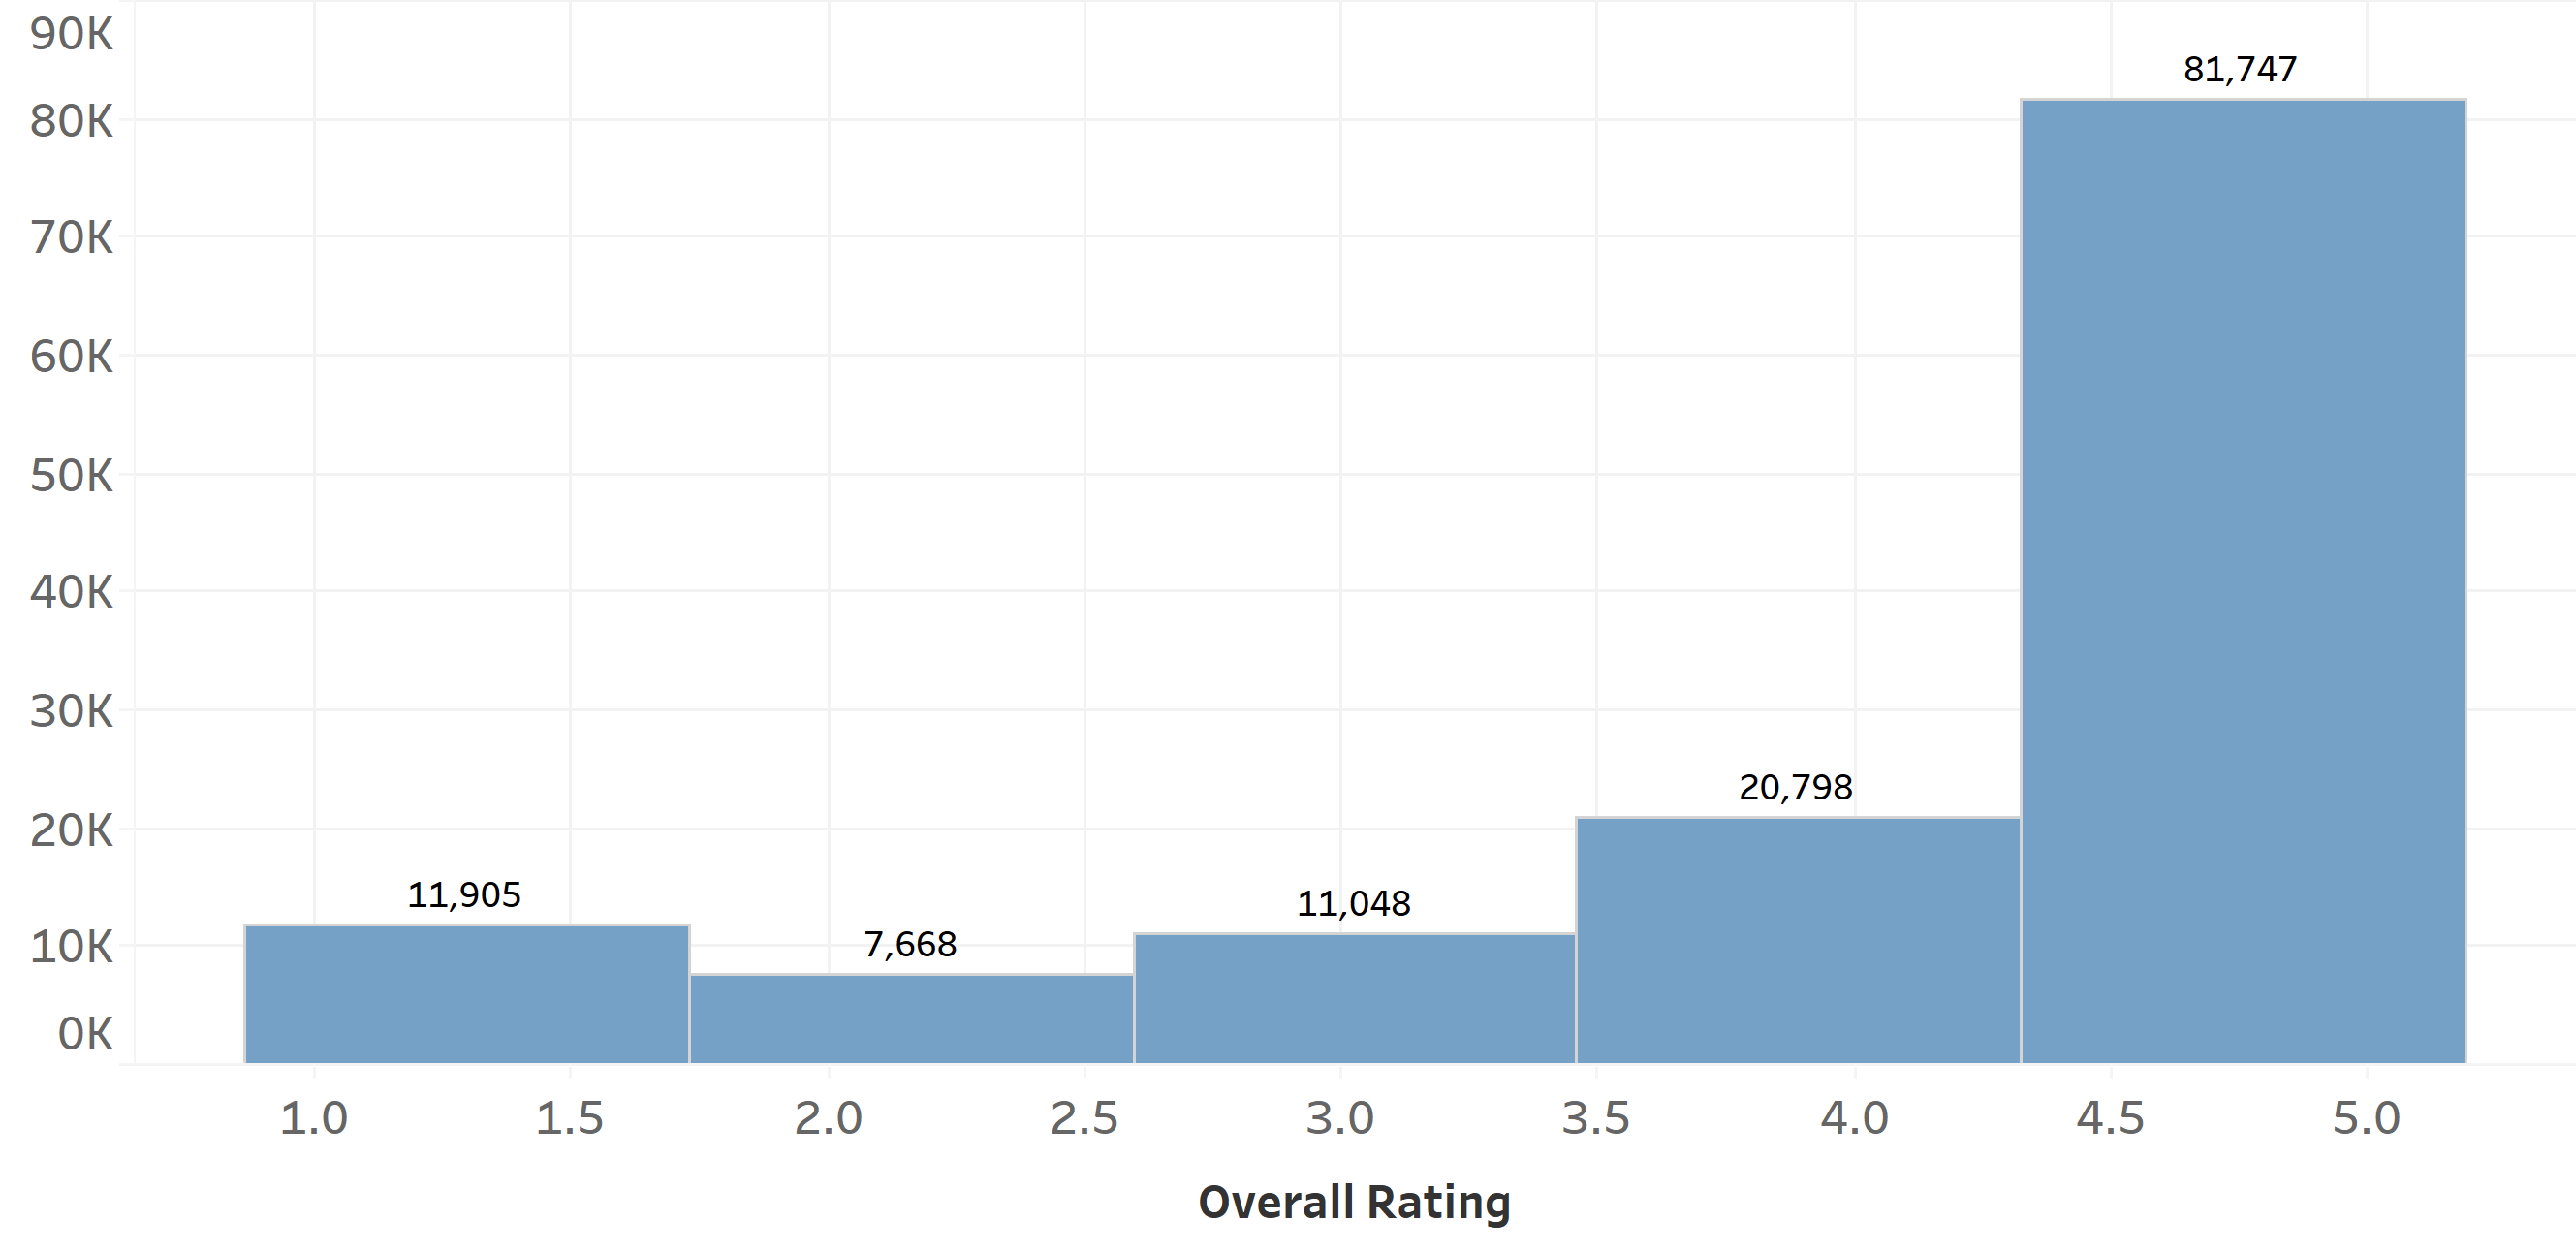 90K
81,747
80K
70K
60K
50K
40K
30K
20,798
20K
11,905
11,048
10K
7,668
0K
1.0 1.5 2.0 2.5 3.0 3.5 4.0 4.5 5.0
Overall Rating